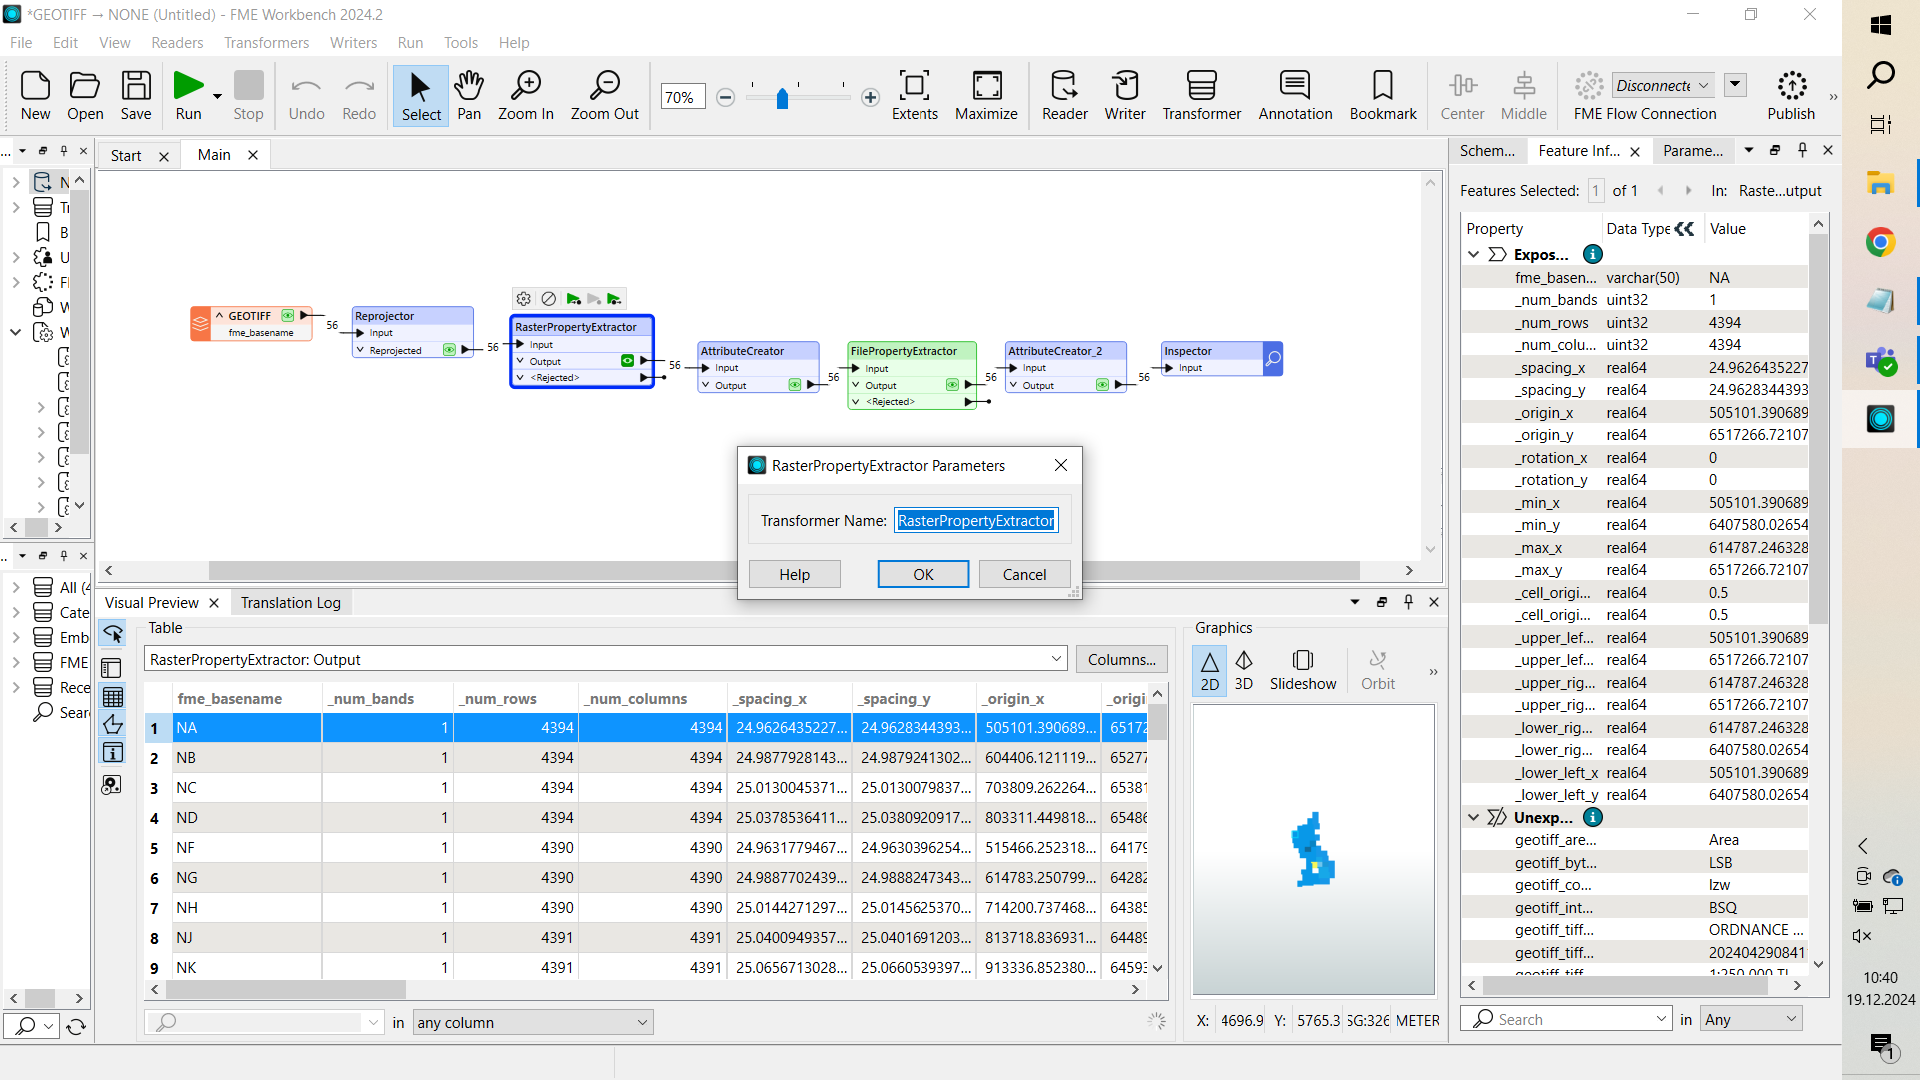 *GEOTIFF → NONE (Untitled) - FME Workbench 2024.2
File Edit View Readers Transformers Writers Run Tools Help
New Open Save Run Stop Undo Redo Select Pan Zoom In Zoom Out 70% Extents Maximize Reader Writer Transformer Annotation Bookmark Center Middle Disconnecte FME Flow Connection Publish »
Start Main
Schem... Feature Inf... Parame...
Features Selected: 1 of 1 In: Raste...utput
Property Data Type Value
Expos...
fme_basen... varchar(50) NA
_num_bands uint32 1
_num_rows uint32 4394
_num_colu... uint32 4394
_spacing_x real64 24.9626435227
_spacing_y real64 24.9628344393
_origin_x real64 505101.390689
_origin_y real64 6517266.72107
_rotation_x real64 0
_rotation_y real64 0
_min_x real64 505101.390689
_min_y real64 6407580.02654
_max_x real64 614787.246328
_max_y real64 6517266.72107
_cell_origi... real64 0.5
_cell_origi... real64 0.5
_upper_lef... real64 505101.390689
_upper_lef... real64 6517266.72107
_upper_rig... real64 614787.246328
_upper_rig... real64 6517266.72107
_lower_rig... real64 614787.246328
_lower_rig... real64 6407580.02654
_lower_left_x real64 505101.390689
_lower_left_y real64 6407580.02654
Unexp...
geotiff_are... Area
geotiff_byt... LSB
geotiff_co... lzw
geotiff_int... BSQ
geotiff_tiff... ORDNANCE ...
geotiff_tiff... 202404290841
geotiff_tiff... 1:250 000 TI
Search in Any
N
Tr
B
U
Fl
W
W
All (4
Cate
Emb
FME
Rece
Sear
GEOTIFF
fme_basename
56
Reprojector
Input
Reprojected
56
RasterPropertyExtractor
Input
Output
<Rejected>
56
AttributeCreator
Input
Output
56
FilePropertyExtractor
Input
Output
<Rejected>
56
AttributeCreator_2
Input
Output
56
Inspector
Input
RasterPropertyExtractor Parameters
Transformer Name: RasterPropertyExtractor
Help OK Cancel
Visual Preview Translation Log
Table
RasterPropertyExtractor: Output Columns...
fme_basename _num_bands _num_rows _num_columns _spacing_x _spacing_y _origin_x _origi
1 NA 1 4394 4394 24.9626435227... 24.9628344393... 505101.390689... 65172
2 NB 1 4394 4394 24.9877928143... 24.9879241302... 604406.121119... 65277
3 NC 1 4394 4394 25.0130045371... 25.0130079837... 703809.262264... 65381
4 ND 1 4394 4394 25.0378536411... 25.0380920917... 803311.449818... 65486
5 NF 1 4390 4390 24.9631779467... 24.9630396254... 515466.252318... 64179
6 NG 1 4390 4390 24.9887702439... 24.9888247343... 614783.250799... 64282
7 NH 1 4390 4390 25.0144271297... 25.0145625370... 714200.737468... 64385
8 NJ 1 4391 4391 25.0400949357... 25.0401691203... 813718.836931... 64489
9 NK 1 4391 4391 25.0656713028... 25.0660539397... 913336.852380... 64593
in any column
Graphics
2D 3D Slideshow Orbit »
X: 4696.9 Y: 5765.3 SG:326 METER
10:40
19.12.2024
1